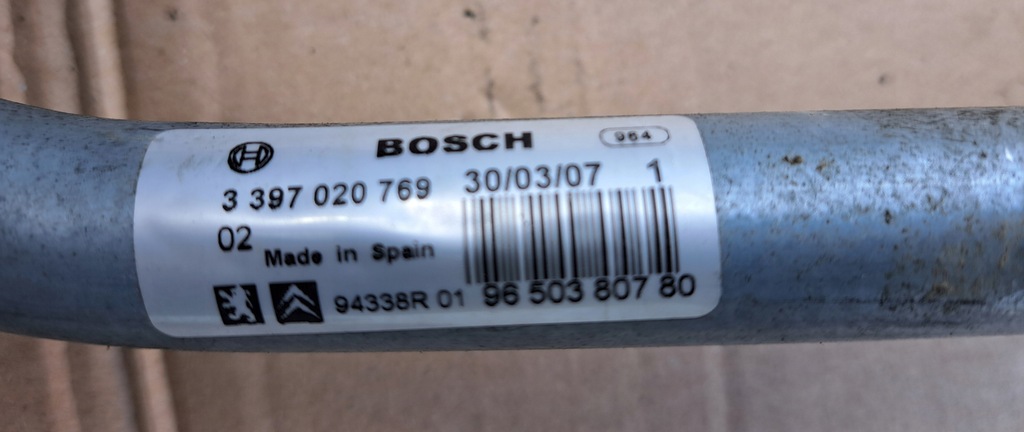 BOSCH 964
3 397 020 769 30/03/07 1
02 Made in Spain
94338R 01 96 503 807 80